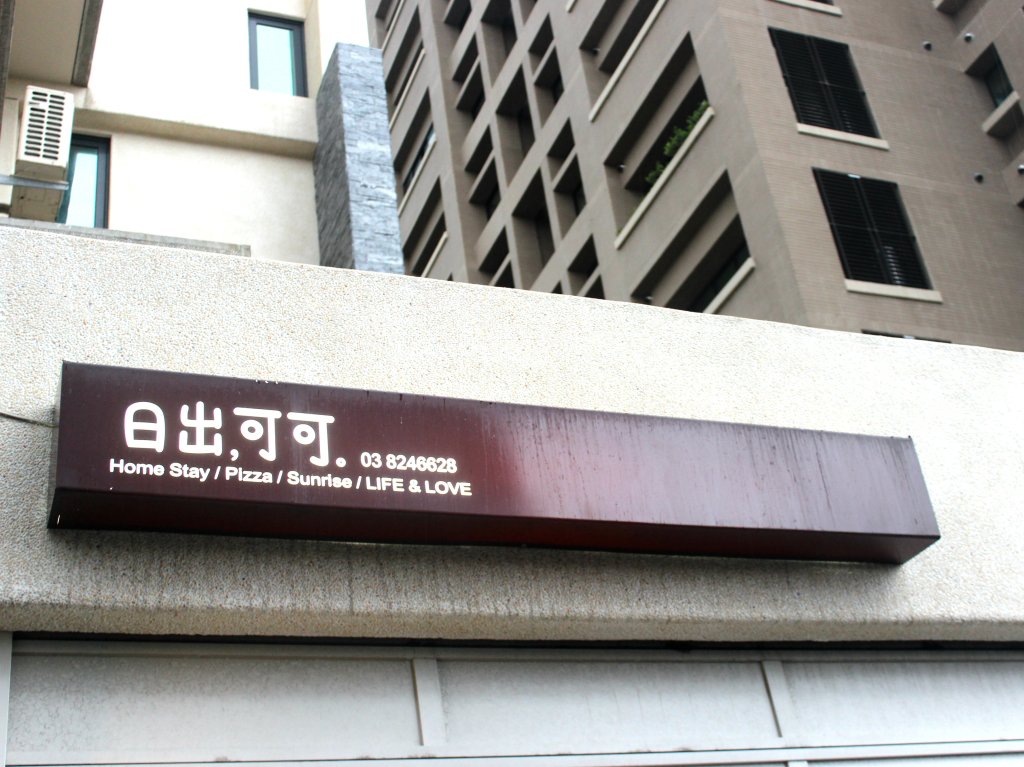 日出,可可。 03 8246628
Home Stay / Pizza / Sunrise / LIFE & LOVE